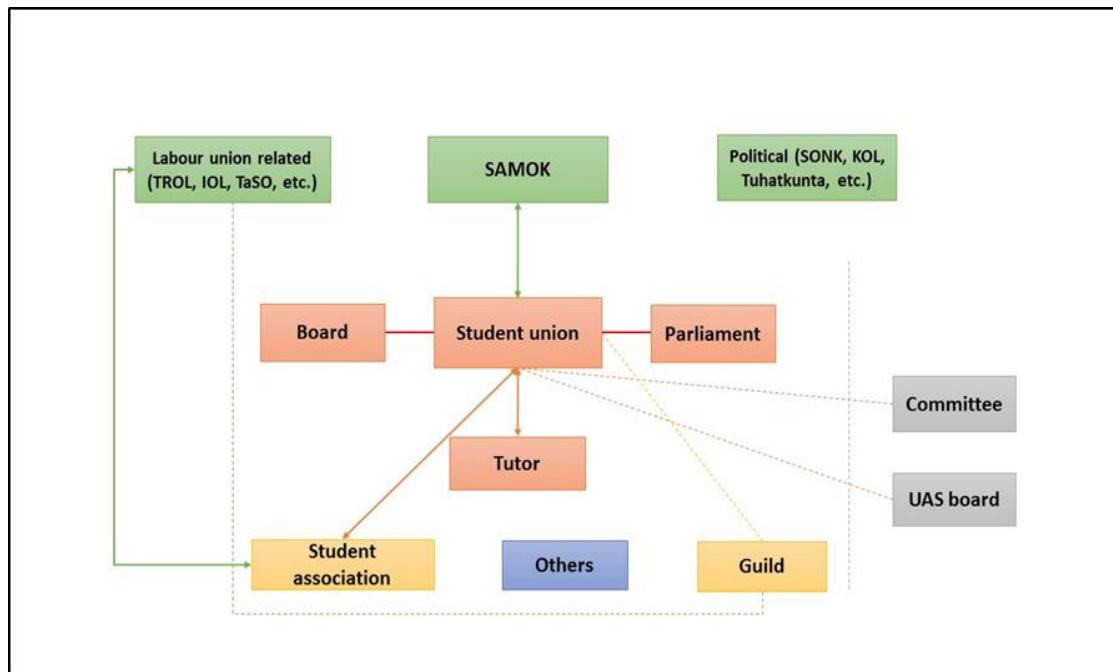 Labour union related
(TROL, IOL, TaSO, etc.)
SAMOK
Political (SONK, KOL,
Tuhatkunta, etc.)
Board
Student union
Parliament
Committee
Tutor
UAS board
Student
association
Others
Guild